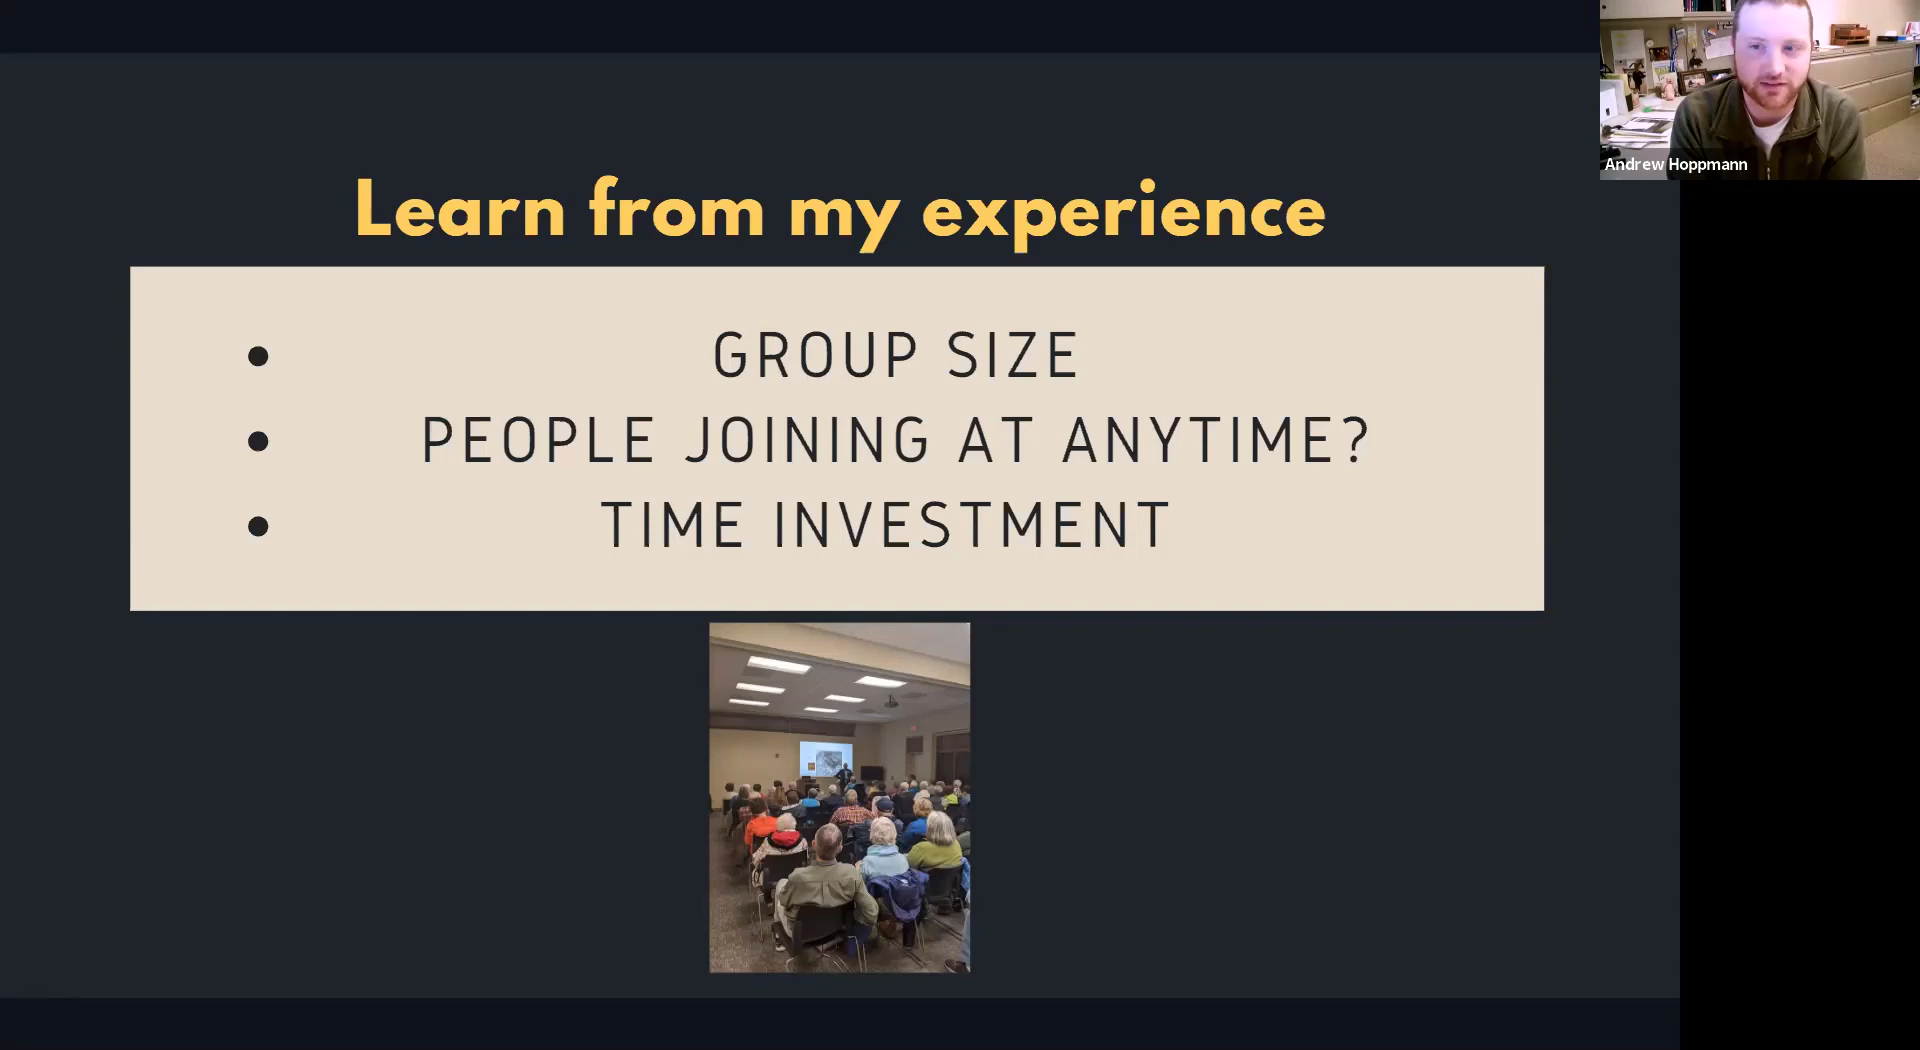 Andrew Hoppmann
Learn from my experience
GROUP SIZE
PEOPLE JOINING AT ANYTIME?
TIME INVESTMENT